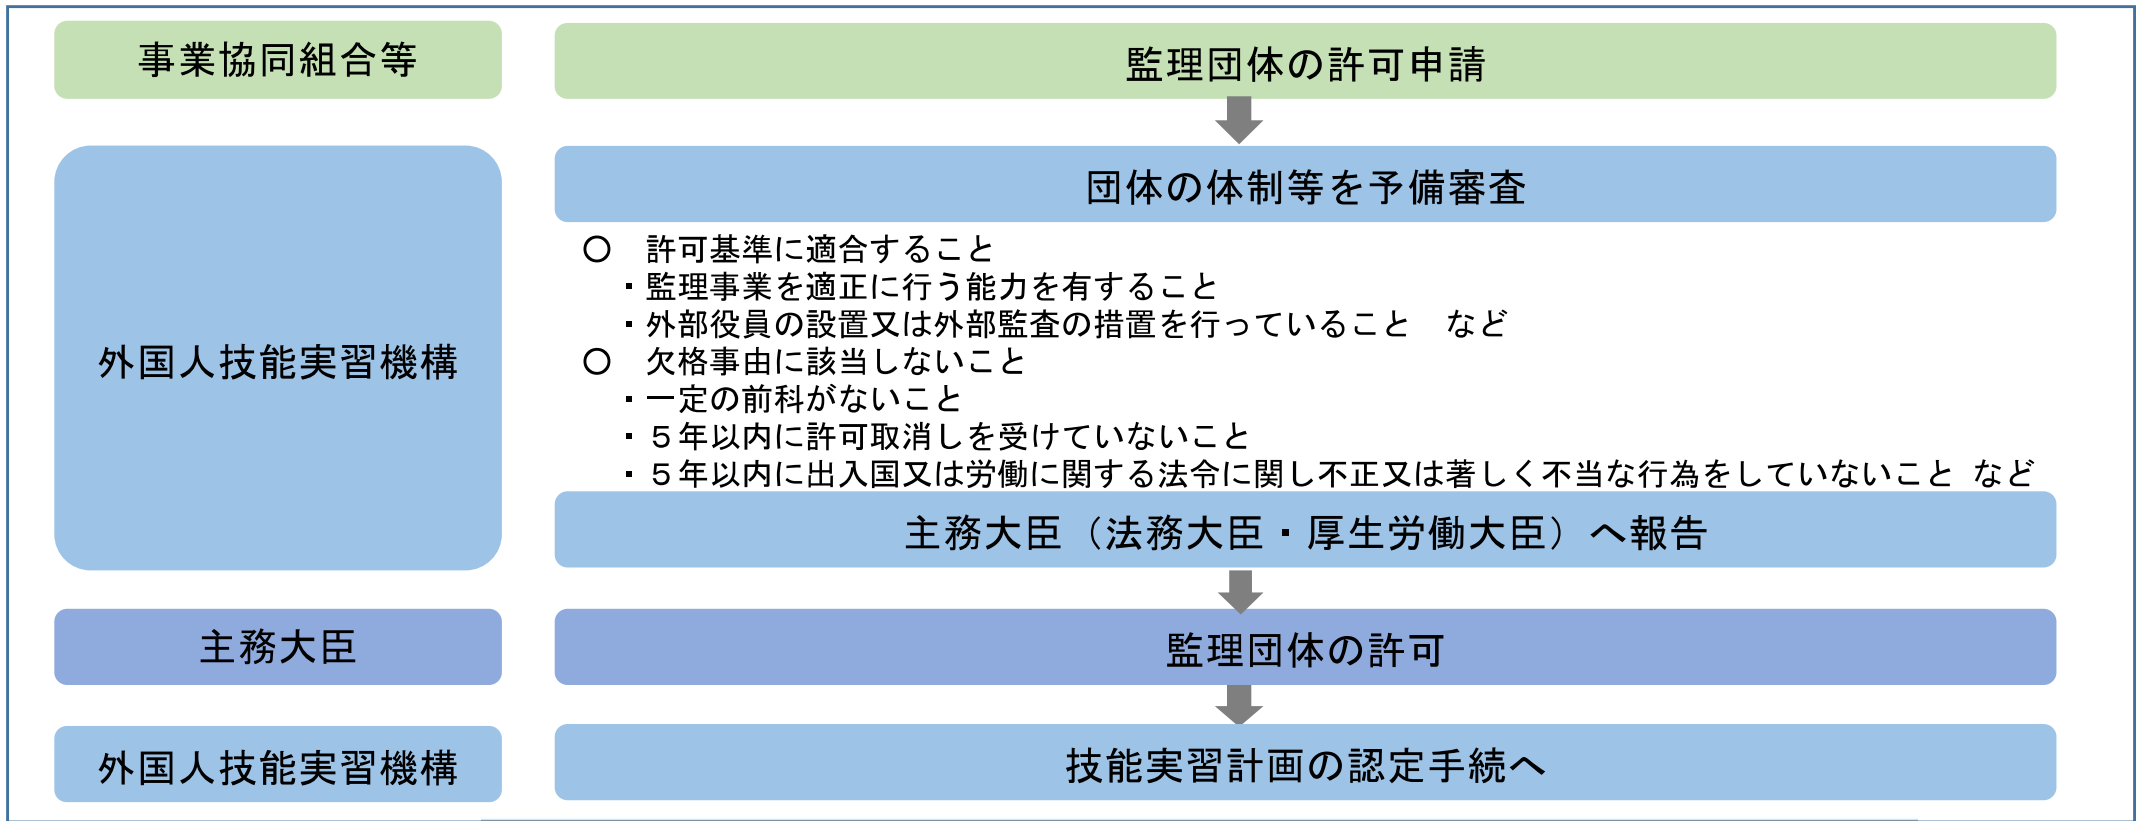 事業協同組合等
監理団体の許可申請
外国人技能実習機構
団体の体制等を予備審査
〇　許可基準に適合すること
・監理事業を適正に行う能力を有すること
・外部役員の設置又は外部監査の措置を行っていること　など
〇　欠格事由に該当しないこと
・一定の前科がないこと
・５年以内に許可取消しを受けていないこと
・５年以内に出入国又は労働に関する法令に関し不正又は著しく不当な行為をしていないこと など
主務大臣（法務大臣・厚生労働大臣）へ報告
主務大臣
監理団体の許可
外国人技能実習機構
技能実習計画の認定手続へ